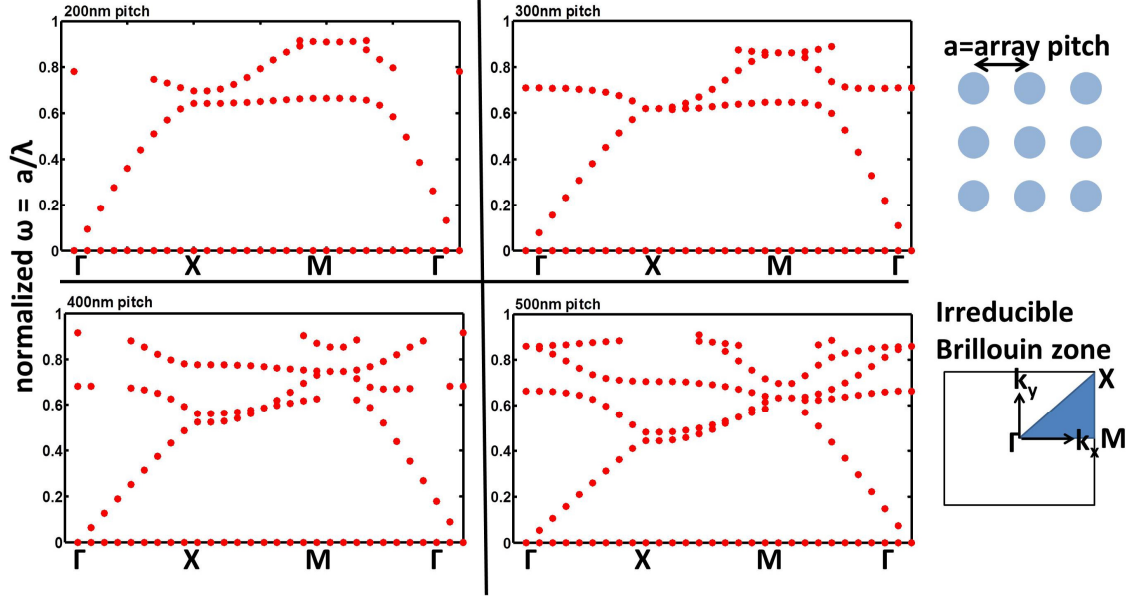 normalized ω = a/λ
200nm pitch
1
0.8
0.6
0.4
0.2
0
Γ X M Γ
300nm pitch
1
0.8
0.6
0.4
0.2
0
Γ X M Γ
400nm pitch
1
0.8
0.6
0.4
0.2
0
Γ X M Γ
500nm pitch
1
0.8
0.6
0.4
0.2
0
Γ X M Γ
a=array pitch
Irreducible
Brillouin zone
ky X
Γ kx M